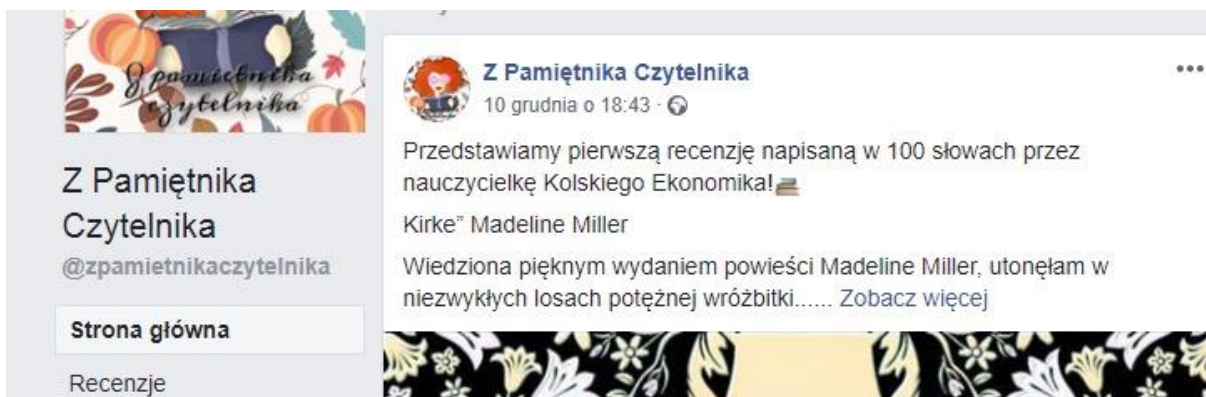 Z pamiętnika
czytelnika
Z Pamiętnika
Czytelnika
@zpamietnikaczytelnika
Strona główna
Recenzje
Z Pamiętnika Czytelnika
10 grudnia o 18:43 ·
Przedstawiamy pierwszą recenzję napisaną w 100 słowach przez
nauczycielkę Kolskiego Ekonomika!
Kirke” Madeline Miller
Wiedziona pięknym wydaniem powieści Madeline Miller, utonęłam w
niezwykłych losach potężnej wróżbitki...... Zobacz więcej